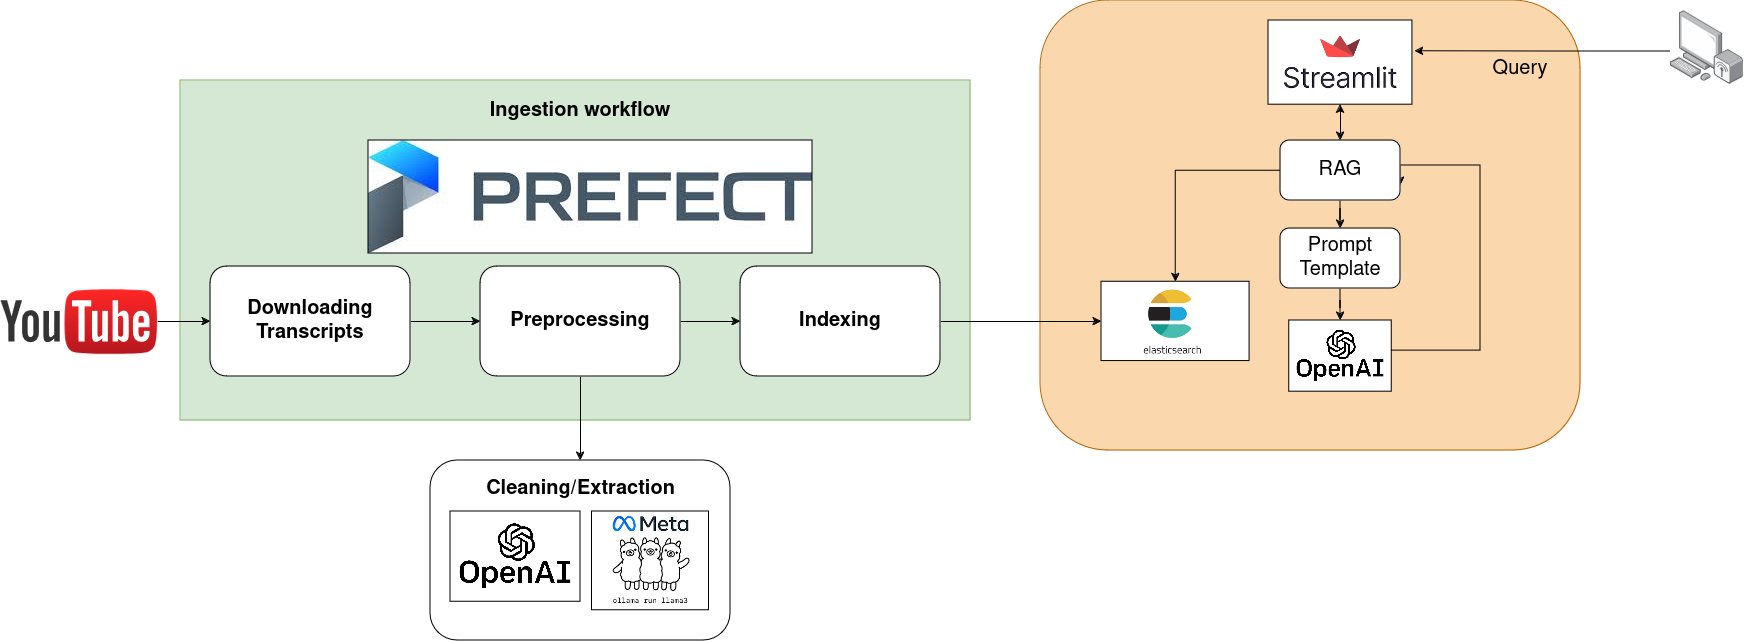 Streamlit
Query
Ingestion workflow
PREFECT
RAG
Prompt
Template
YouTube
Downloading
Transcripts
Preprocessing
Indexing
elasticsearch
OpenAI
Cleaning/Extraction
OpenAI
Meta
ollama run llama3